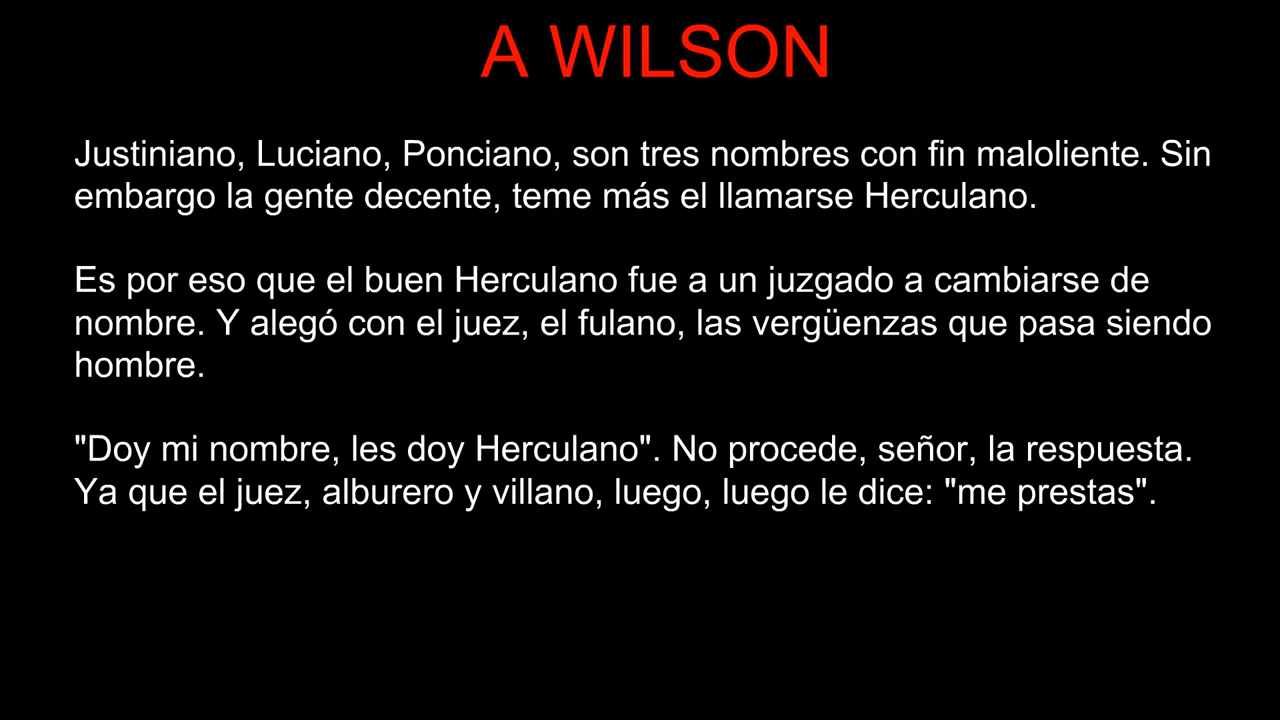 A WILSON
Justiniano, Luciano, Ponciano, son tres nombres con fin maloliente. Sin
embargo la gente decente, teme más el llamarse Herculano.
Es por eso que el buen Herculano fue a un juzgado a cambiarse de
nombre. Y alegó con el juez, el fulano, las vergüenzas que pasa siendo
hombre.
"Doy mi nombre, les doy Herculano". No procede, señor, la respuesta.
Ya que el juez, alburero y villano, luego, luego le dice: "me prestas".